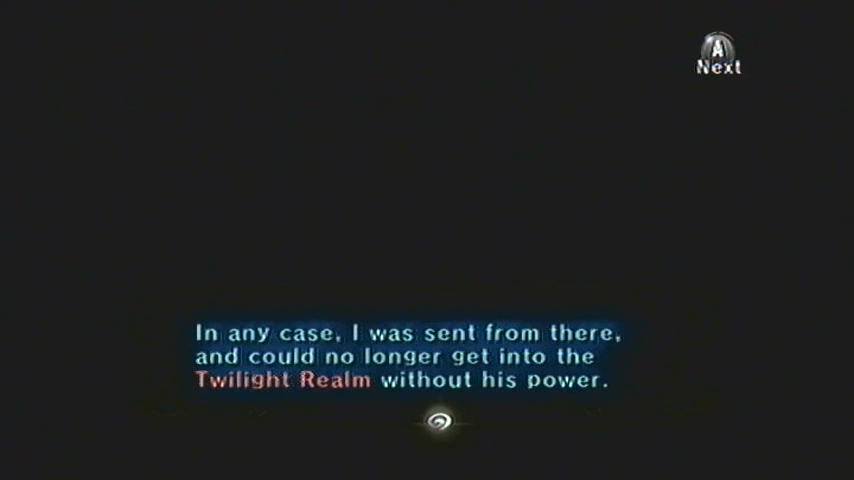 A
Next
In any case, I was sent from there,
and could no longer get into the
Twilight Realm without his power.